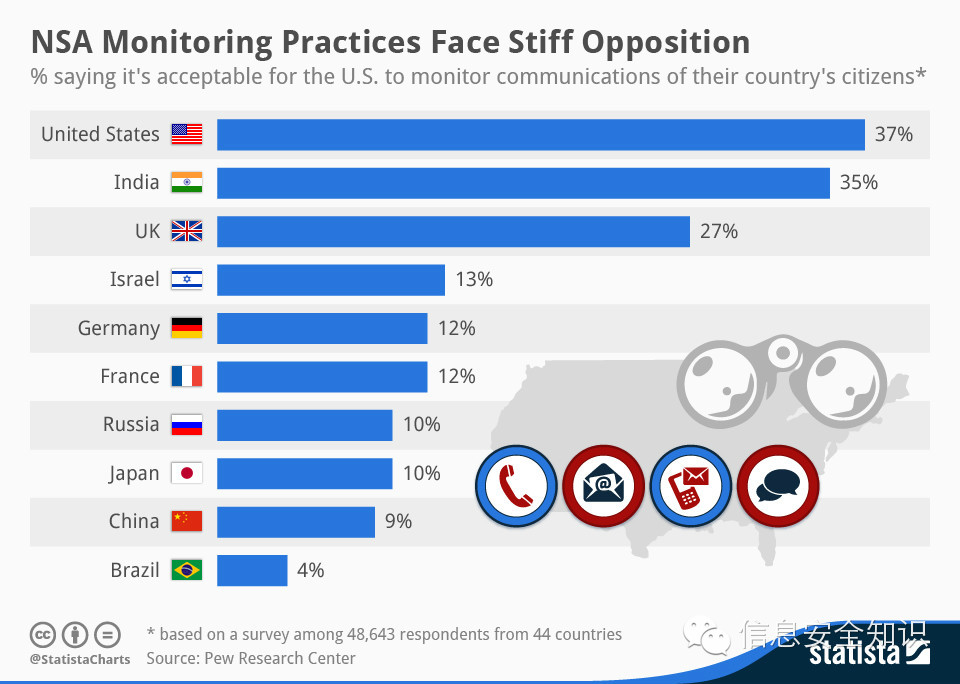 NSA Monitoring Practices Face Stiff Opposition
% saying it's acceptable for the U.S. to monitor communications of their country's citizens*
United States 37%
India 35%
UK 27%
Israel 13%
Germany 12%
France 12%
Russia 10%
Japan 10%
China 9%
Brazil 4%
@
cc
@StatistaCharts
* based on a survey among 48,643 respondents from 44 countries
Source: Pew Research Center
信息安全知识
statista